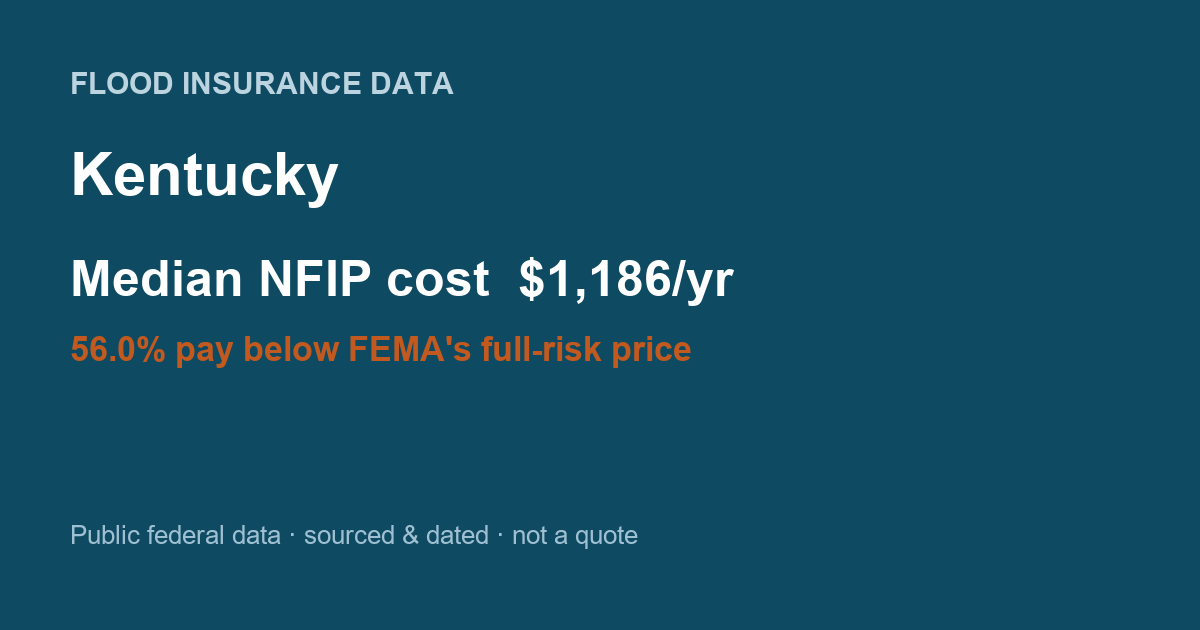 FLOOD INSURANCE DATA
Kentucky
Median NFIP cost  $1,186/yr
56.0% pay below FEMA's full-risk price
Public federal data · sourced & dated · not a quote